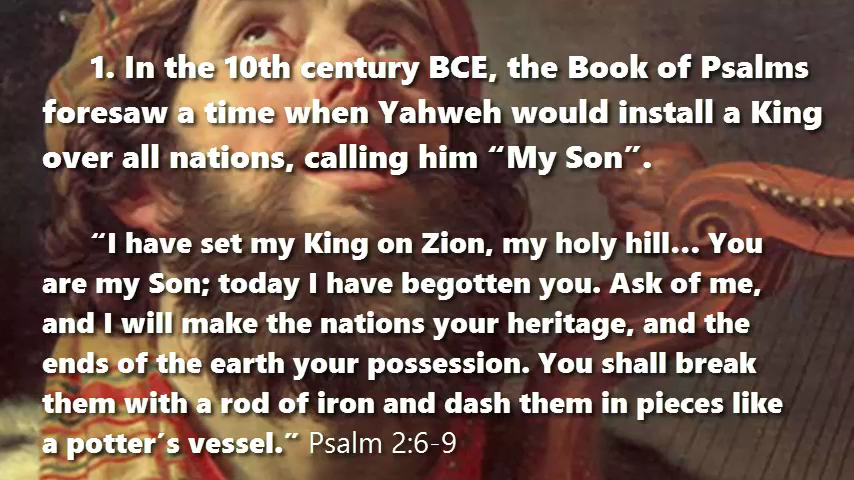 1. In the 10th century BCE, the Book of Psalms
foresaw a time when Yahweh would install a King
over all nations, calling him “My Son”.
“I have set my King on Zion, my holy hill... You
are my Son; today I have begotten you. Ask of me,
and I will make the nations your heritage, and the
ends of the earth your possession. You shall break
them with a rod of iron and dash them in pieces like
a potter´s vessel.” Psalm 2:6-9